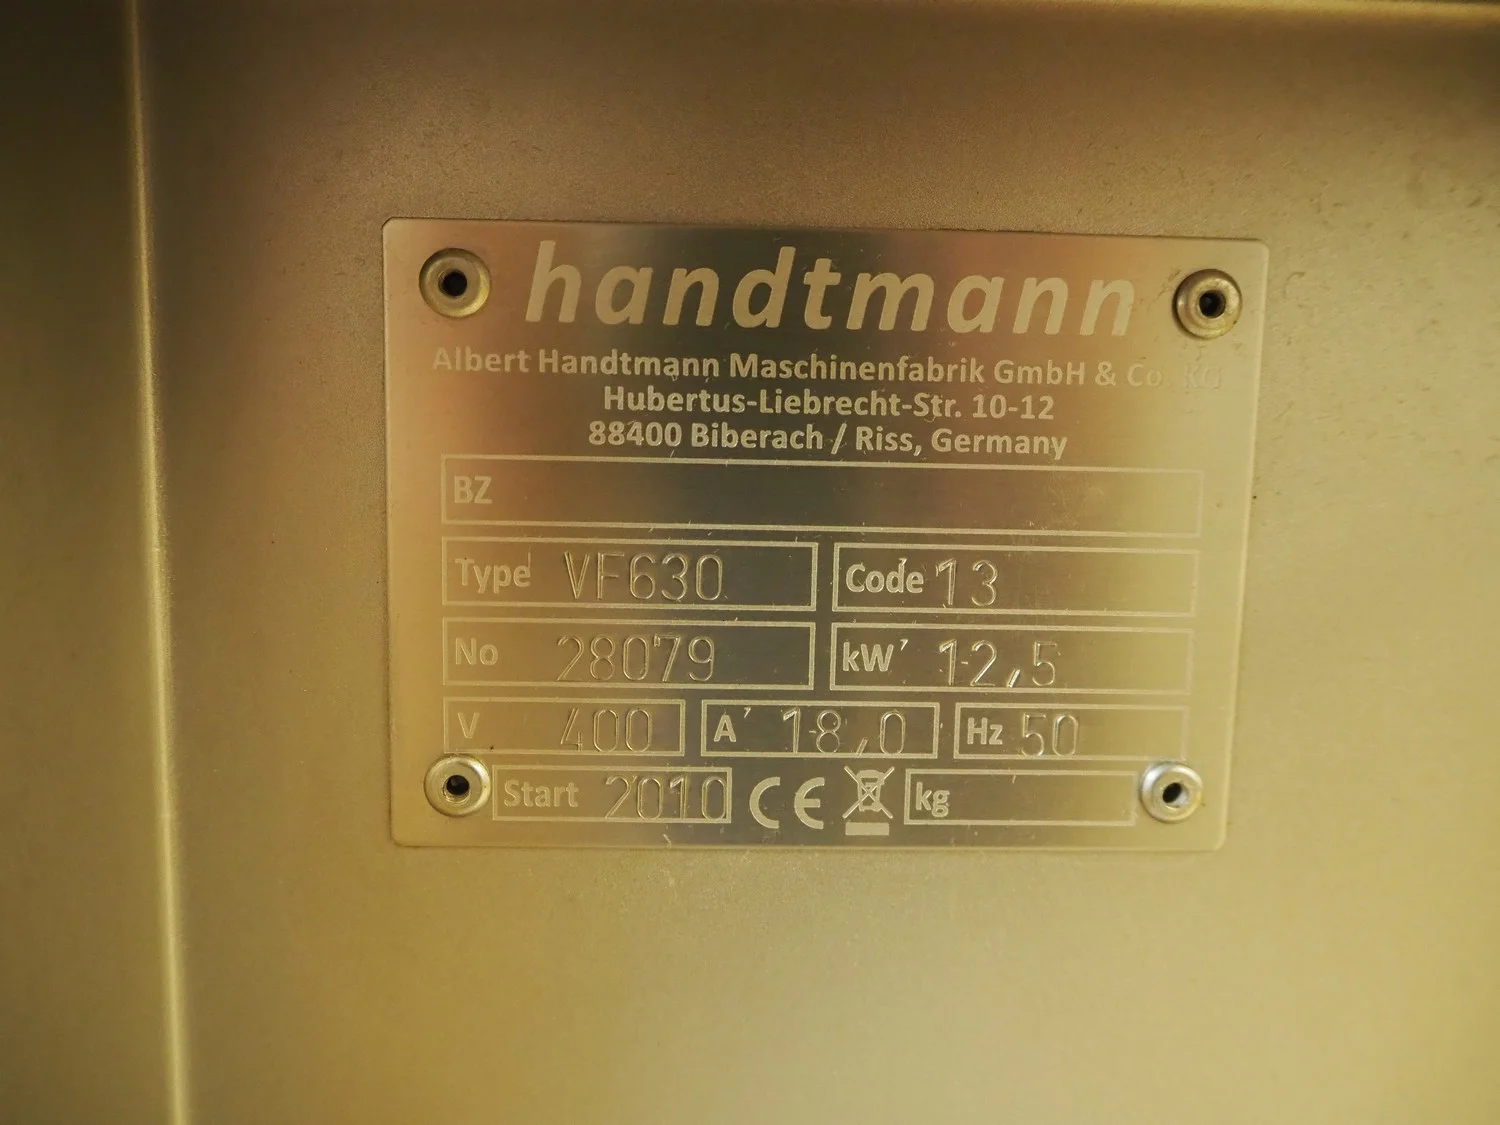 handtmann
Albert Handtmann Maschinenfabrik GmbH & Co. KG
Hubertus-Liebrecht-Str. 10-12
88400 Biberach / Riss, Germany
BZ
Type VF630 Code 13
No 28079 kW 12,5
V 400 A 18,0 Hz 50
Start 2010 CE kg